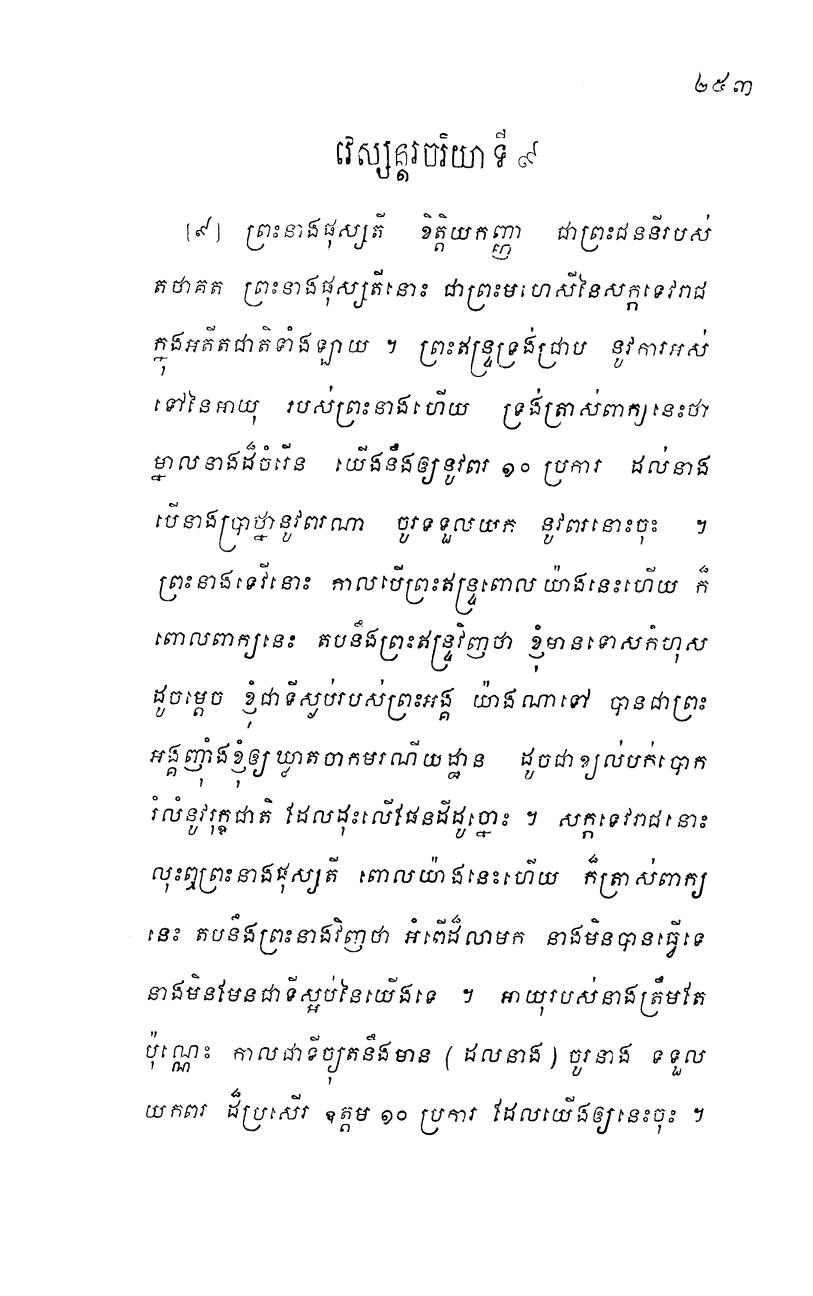 ២៥៣
វេស្សន្តរចរិយា ទី ៩
[៩] ព្រះនាងផុស្សតី ខិត្តិយកញ្ញា ជាព្រះជននីរបស់
តថាគត ព្រះនាងផុស្សតីនោះ ជាព្រះមហេសីនៃសក្កទេវរាជ
ក្នុងអតីតជាតិទាំងឡាយ ។ ព្រះឥន្ទ្រទ្រង់ជ្រាប នូវការអស់
ទៅនៃអាយុ របស់ព្រះនាងហើយ ទ្រង់ត្រាស់ពាក្យនេះថា
ម្នាលនាងដ៏ចំរើន យើងនឹងឲ្យនូវពរ ១០ ប្រការ ដល់នាង
បើនាងប្រាថ្នានូវពរណា ចូរទទួលយក នូវពរនោះចុះ ។
ព្រះនាងទេវីនោះ កាលបើព្រះឥន្ទ្រពោល យ៉ាងនេះហើយ ក៏
ពោលពាក្យនេះ តបនឹងព្រះឥន្ទ្រវិញថា ខ្ញុំមានទោសកំហុស
ដូចម្តេច ខ្ញុំជាទីស្អប់របស់ព្រះអង្គ យ៉ាងណាទៅ បានជាព្រះ
អង្គញ៉ាំងខ្ញុំឲ្យឃ្លាតចាកមរណីយដ្ឋាន ដូចជាខ្យល់បក់បោក
រំលំនូវរុក្ខជាតិ ដែលដុះលើផែនដីដូច្នោះ ។ សក្កទេវរាជនោះ
លុះឮព្រះនាងផុស្សតី ពោលយ៉ាងនេះហើយ ក៏ត្រាស់ពាក្យ
នេះ តបនឹងព្រះនាងវិញថា អំពើដ៏លាមក នាងមិនបានធ្វើទេ
នាងមិនមែនជាទីស្អប់នៃយើងទេ ។ អាយុរបស់នាងត្រឹមតែ
ប៉ុណ្ណេះ កាលជាទីច្យុតនឹងមាន ( ដលនាង ) ចូរនាង ទទួល
យកពរ ដ៏ប្រសើរ ឧត្តម ១០ ប្រការ ដែលយើងឲ្យនេះចុះ ។